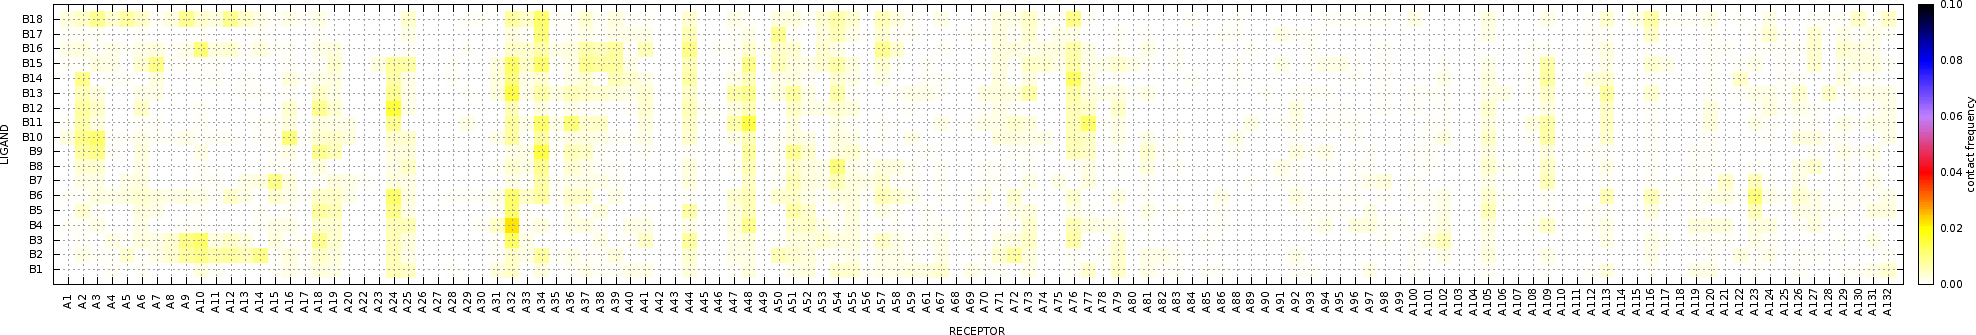 B18
B17
B16
B15
B14
B13
B12
B11
B10
B9
B8
B7
B6
B5
B4
B3
B2
B1
LIGAND
A1 A2 A3 A4 A5 A6 A7 A8 A9 A10 A11 A12 A13 A14 A15 A16 A17 A18 A19 A20 A22 A23 A24 A25 A26 A27 A28 A29 A30 A31 A32 A33 A34 A35 A36 A37 A38 A39 A40 A41 A42 A43 A44 A45 A46 A47 A48 A49 A50 A51 A52 A53 A54 A55 A56 A57 A58 A59 A61 A66 A67 A68 A69 A70 A71 A72 A73 A74 A75 A76 A77 A78 A79 A80 A81 A82 A83 A84 A85 A86 A88 A89 A90 A91 A92 A93 A94 A95 A96 A97 A98 A99 A100 A101 A102 A103 A104 A105 A106 A107 A108 A109 A110 A111 A112 A113 A114 A115 A116 A117 A118 A119 A120 A121 A122 A123 A124 A125 A126 A127 A128 A129 A130 A131 A132
RECEPTOR
0.10
0.08
0.06
0.04
0.02
0.00
contact frequency